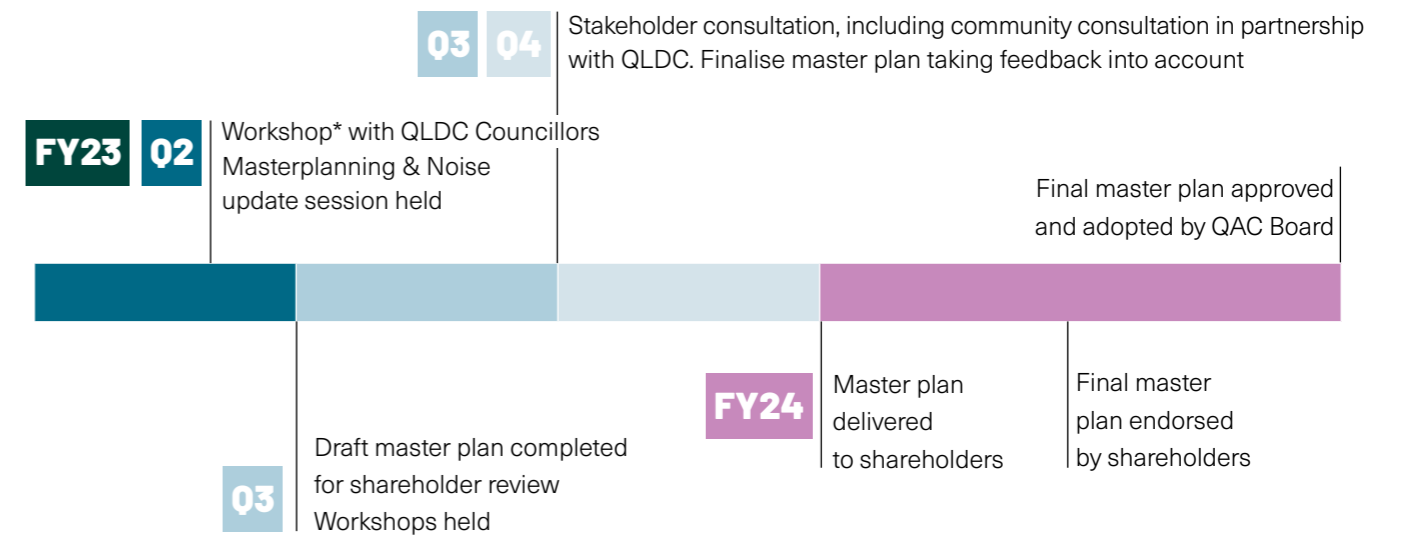 Q3 Q4
Stakeholder consultation, including community consultation in partnership
with QLDC. Finalise master plan taking feedback into account
FY23 Q2
Workshop* with QLDC Councillors
Masterplanning & Noise
update session held
Final master plan approved
and adopted by QAC Board
Q3
Draft master plan completed
for shareholder review
Workshops held
FY24
Master plan
delivered
to shareholders
Final master
plan endorsed
by shareholders